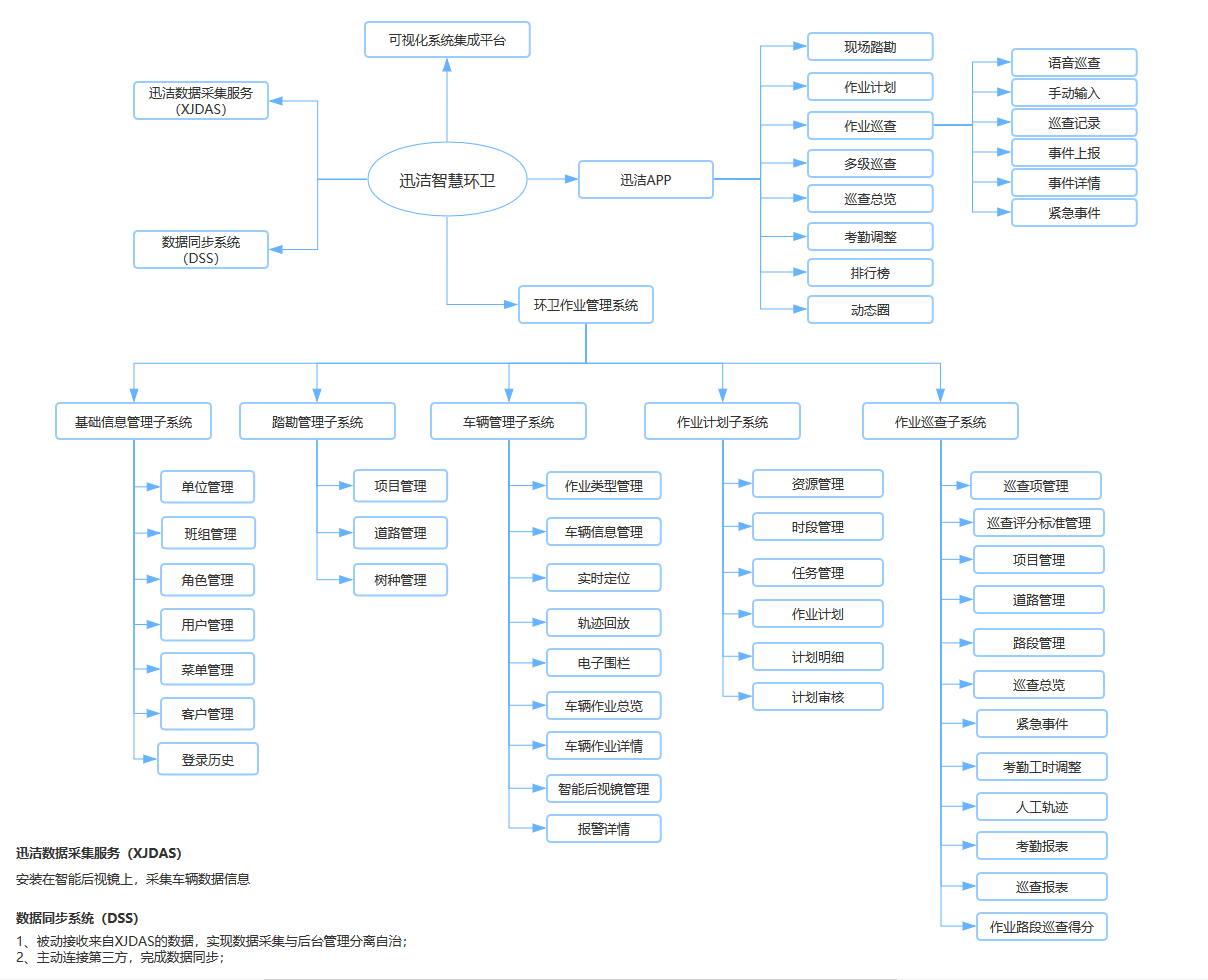 可视化系统集成平台
迅洁数据采集服务
（XJDAS）
迅洁智慧环卫
数据同步系统
（DSS）
迅洁APP
现场踏勘
作业计划
作业巡查
多级巡查
巡查总览
考勤调整
排行榜
动态圈
语音巡查
手动输入
巡查记录
事件上报
事件详情
紧急事件
环卫作业管理系统
基础信息管理子系统
踏勘管理子系统
车辆管理子系统
作业计划子系统
作业巡查子系统
单位管理
班组管理
角色管理
用户管理
菜单管理
客户管理
登录历史
项目管理
道路管理
树种管理
作业类型管理
车辆信息管理
实时定位
轨迹回放
电子围栏
车辆作业总览
车辆作业详情
智能后视镜管理
报警详情
资源管理
时段管理
任务管理
作业计划
计划明细
计划审核
巡查项管理
巡查评分标准管理
项目管理
道路管理
路段管理
巡查总览
紧急事件
考勤工时调整
人工轨迹
考勤报表
巡查报表
作业路段巡查得分
迅洁数据采集服务（XJDAS）
安装在智能后视镜上，采集车辆数据信息
数据同步系统（DSS）
1、被动接收来自XJDAS的数据，实现数据采集与后台管理分离自治；
2、主动连接第三方，完成数据同步；